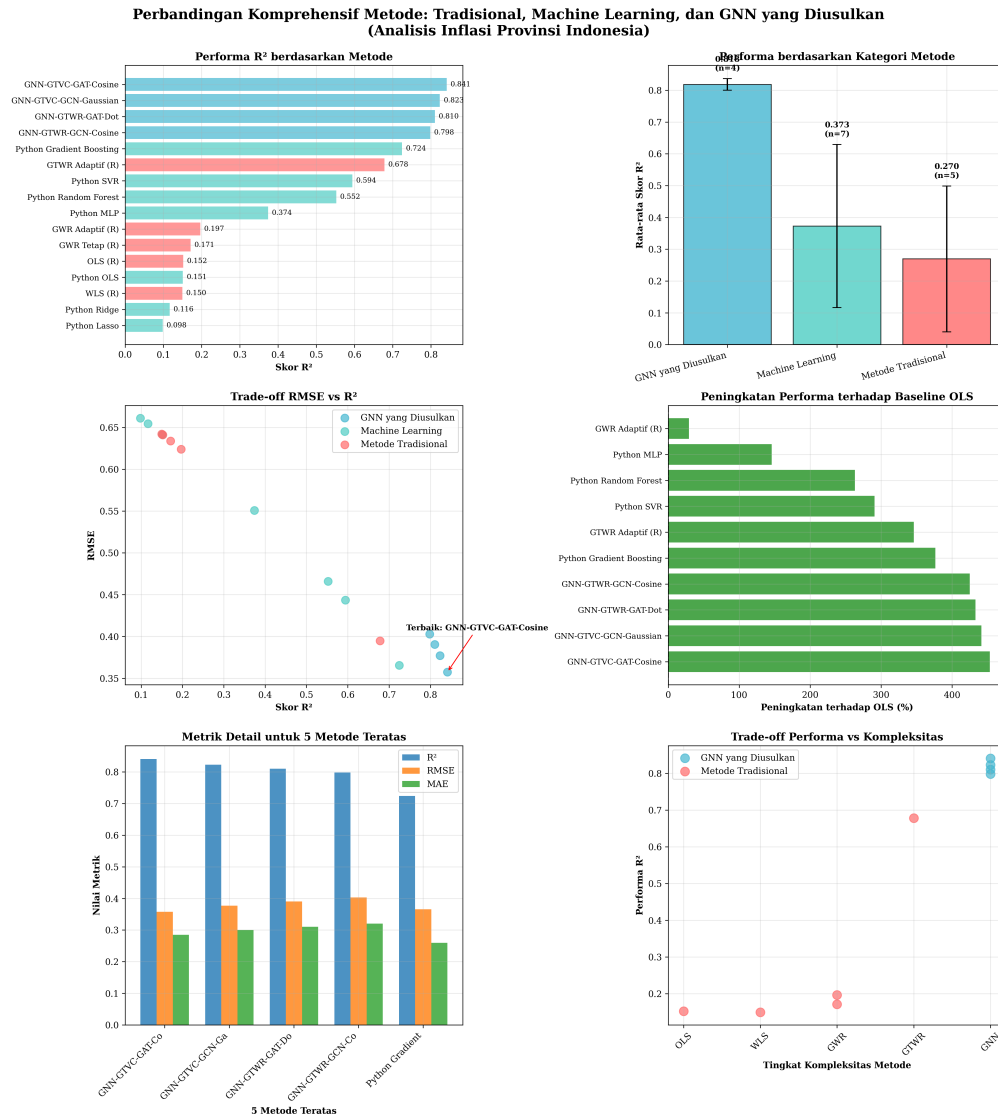 Perbandingan Komprehensif Metode: Tradisional, Machine Learning, dan GNN yang Diusulkan
(Analisis Inflasi Provinsi Indonesia)
Performa R² berdasarkan Metode
GNN-GTVC-GAT-Cosine
0.841
GNN-GTVC-GCN-Gaussian
0.823
GNN-GTWR-GAT-Dot
0.810
GNN-GTWR-GCN-Cosine
0.798
Python Gradient Boosting
0.724
GTWR Adaptif (R)
0.678
Python SVR
0.594
Python Random Forest
0.552
Python MLP
0.374
GWR Adaptif (R)
0.197
GWR Tetap (R)
0.171
OLS (R)
0.152
Python OLS
0.151
WLS (R)
0.150
Python Ridge
0.116
Python Lasso
0.098
0.0 0.1 0.2 0.3 0.4 0.5 0.6 0.7 0.8
Skor R²
Performa berdasarkan Kategori Metode
(n=4)
0.373
(n=7)
0.270
(n=5)
0.8
0.7
0.6
0.5
0.4
0.3
0.2
0.1
0.0
Rata-rata Skor R²
GNN yang Diusulkan
Machine Learning
Metode Tradisional
Trade-off RMSE vs R²
GNN yang Diusulkan
Machine Learning
Metode Tradisional
0.65
0.60
0.55
0.50
0.45
0.40
0.35
RMSE
Terbaik: GNN-GTVC-GAT-Cosine
0.1 0.2 0.3 0.4 0.5 0.6 0.7 0.8
Skor R²
Peningkatan Performa terhadap Baseline OLS
GWR Adaptif (R)
Python MLP
Python Random Forest
Python SVR
GTWR Adaptif (R)
Python Gradient Boosting
GNN-GTWR-GCN-Cosine
GNN-GTWR-GAT-Dot
GNN-GTVC-GCN-Gaussian
GNN-GTVC-GAT-Cosine
0 100 200 300 400
Peningkatan terhadap OLS (%)
Metrik Detail untuk 5 Metode Teratas
R²
RMSE
MAE
0.8
0.7
0.6
0.5
0.4
0.3
0.2
0.1
0.0
Nilai Metrik
GNN-GTVC-GAT-Co
GNN-GTVC-GCN-Ga
GNN-GTWR-GAT-Do
GNN-GTWR-GCN-Co
Python Gradient
5 Metode Teratas
Trade-off Performa vs Kompleksitas
GNN yang Diusulkan
Metode Tradisional
0.8
0.7
0.6
0.5
0.4
0.3
0.2
Performa R²
OLS
WLS
GWR
GTWR
GNN
Tingkat Kompleksitas Metode